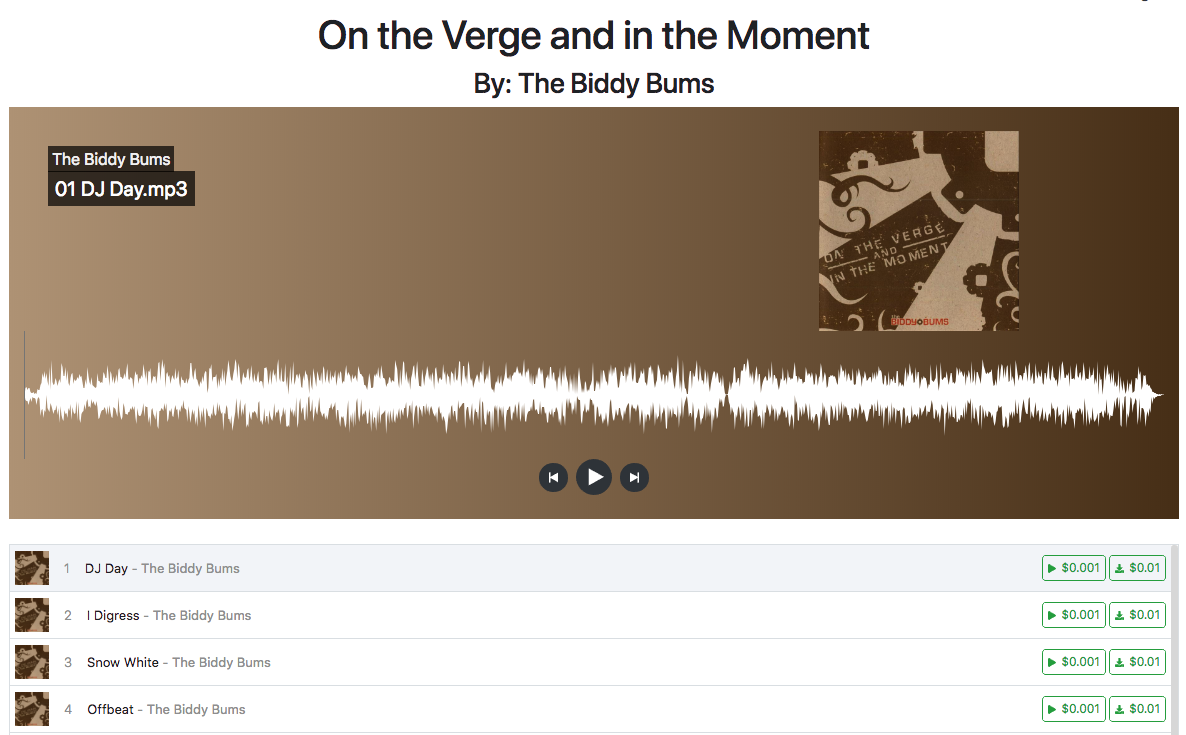 On the Verge and in the Moment
By: The Biddy Bums
The Biddy Bums
01 DJ Day.mp3
ON THE VERGE
AND
IN THE MOMENT
BIDDY BUMS
1 DJ Day - The Biddy Bums $0.001 $0.01
2 I Digress - The Biddy Bums $0.001 $0.01
3 Snow White - The Biddy Bums $0.001 $0.01
4 Offbeat - The Biddy Bums $0.001 $0.01